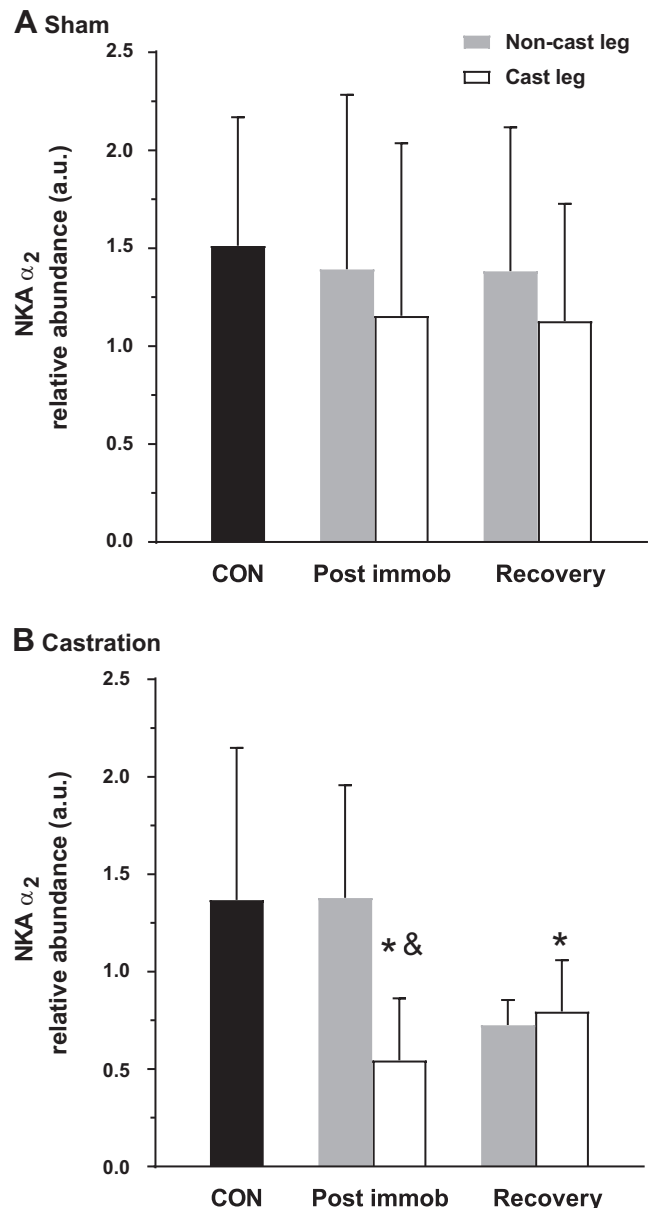 A Sham
Non-cast leg
Cast leg
NKA α2
relative abundance (a.u.)
2.5
2.0
1.5
1.0
0.5
0.0
CON Post immob Recovery
B Castration
NKA α2
relative abundance (a.u.)
2.5
2.0
1.5
* &
*
1.0
0.5
0.0
CON Post immob Recovery